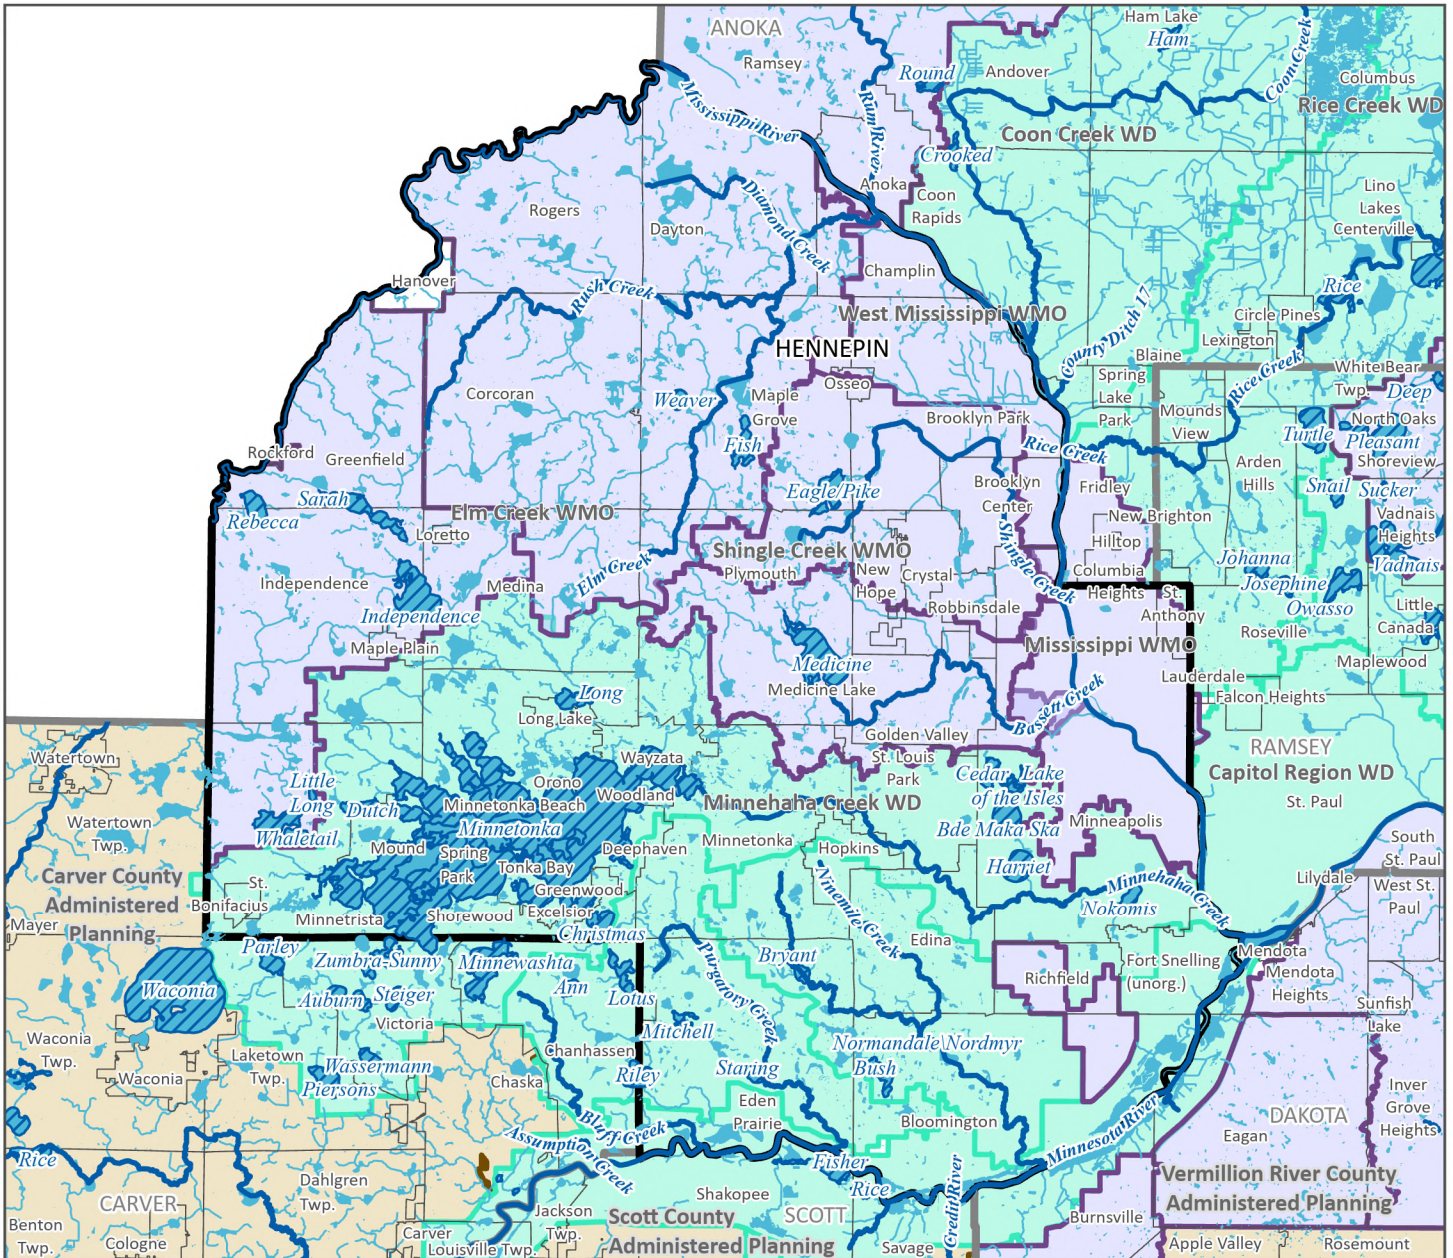 ANOKA
Ham Lake
Ham
Ramsey
Round
Andover
Coon Creek
Columbus
Rice Creek WD
Mississippi River
Rum River
Coon Creek WD
Crooked
Anoka
Coon
Rapids
Lino
Lakes
Centerville
Rogers
Diamond Creek
Dayton
Champlin
Hanover
Rush Creek
Rice
West Mississippi WMO
Circle Pines
County Ditch 17
Lexington
HENNEPIN
Blaine
Rice Creek
White Bear
Twp.
Deep
Osseo
Spring
Lake
Park
Corcoran
Weaver
Maple
Grove
Mounds
View
North Oaks
Brooklyn Park
Turtle
Pleasant
Fish
Rice Creek
Rockford
Greenfield
Shoreview
Arden
Hills
Brooklyn
Center
Fridley
Snail
Sucker
Eagle/Pike
Sarah
Rebecca
Elm Creek WMO
New Brighton
Vadnais
Heights
Loretto
Hilltop
Shingle Creek WMO
Shingle Creek
Johanna
Vadnais
Independence
Medina
Elm Creek
Plymouth
New
Hope
Crystal
Columbia
Heights
St.
Anthony
Josephine
Owasso
Independence
Robbinsdale
Little
Canada
Maple Plain
Mississippi WMO
Roseville
Maplewood
Medicine
Medicine Lake
Lauderdale
Falcon Heights
Long
Long Lake
Bassett Creek
Golden Valley
RAMSEY
Capitol Region WD
Watertown
Wayzata
St. Louis
Park
Little
Long
Orono
Woodland
Cedar
Lake
of the Isles
St. Paul
Dutch
Minnetonka Beach
Minnehaha Creek WD
Watertown
Twp.
Whaletail
Minnetonka
Bde Maka Ska
Minneapolis
South
St. Paul
Mound
Spring
Park
Tonka Bay
Deephaven
Minnetonka
Hopkins
Harriet
Carver County
Administered
Planning
St.
Bonifacius
Greenwood
Lilydale
West St.
Paul
Minnehaha Creek
Minnetrista
Shorewood
Excelsior
Ninemile Creek
Nokomis
Mayer
Christmas
Edina
Parley
Zumbra-Sunny
Minnewashta
Purgatory Creek
Bryant
Fort Snelling
(unorg.)
Mendota
Mendota
Heights
Waconia
Auburn
Steiger
Ann
Lotus
Richfield
Sunfish
Lake
Victoria
Mitchell
Waconia
Twp.
Normandale\Nordmyr
Laketown
Twp.
Chanhassen
Wassermann
Staring
Bush
Waconia
Piersons
Chaska
Riley
Inver
Grove
Heights
Eden
Prairie
DAKOTA
Bluff Creek
Bloomington
Minnesota River
Eagan
Assumption Creek
Rice
Fisher
Vermillion River County
Administered Planning
Rice
Dahlgren
Twp.
Shakopee
Credit River
CARVER
Jackson
Twp.
Scott County
Administered Planning
SCOTT
Burnsville
Benton
Twp.
Cologne
Carver
Louisville Twp.
Savage
Apple Valley
Rosemount